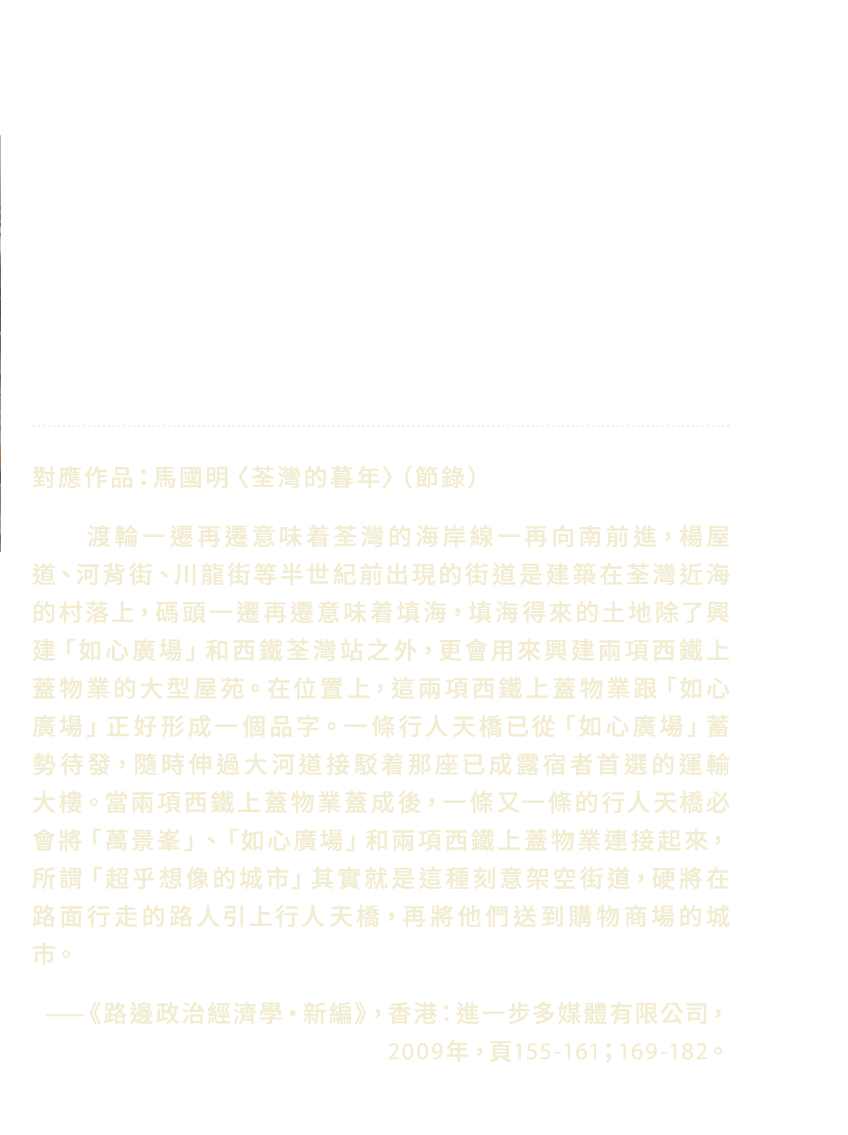 對應作品：馬國明〈荃灣的暮年〉（節錄）
渡輪一遷再遷意味着荃灣的海岸線一再向南前進，楊屋
道、河背街、川龍街等半世紀前出現的街道是建築在荃灣近海
的村落上，碼頭一遷再遷意味着填海，填海得來的土地除了興
建「如心廣場」和西鐵荃灣站之外，更會用來興建兩項西鐵上
蓋物業的大型屋苑。在位置上，這兩項西鐵上蓋物業跟「如心
廣場」正好形成一個品字。一條行人天橋已從「如心廣場」蓄
勢待發，隨時伸過大河道接駁着那座已成露宿者首選的運輸
大樓。當兩項西鐵上蓋物業蓋成後，一條又一條的行人天橋必
會將「萬景峯」、「如心廣場」和兩項西鐵上蓋物業連接起來，
所謂「超乎想像的城市」其實就是這種刻意架空街道，硬將在
路面行走的路人引上行人天橋，再將他們送到購物商場的城
市。
——《路邊政治經濟學•新編》，香港：進一步多媒體有限公司，
2009年，頁155-161；169-182。